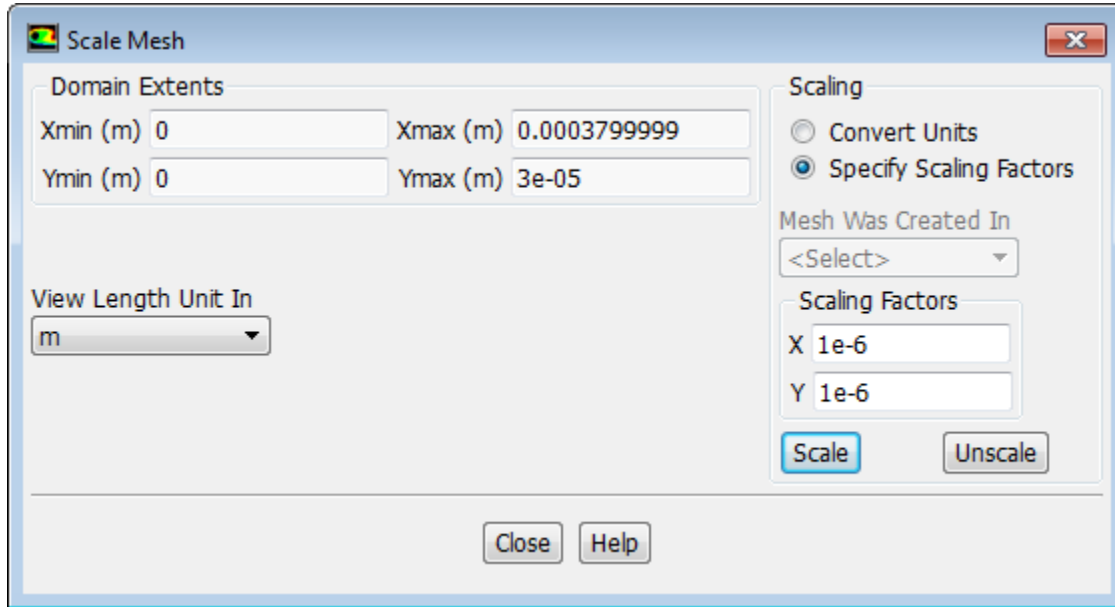 Scale Mesh
Domain Extents
Xmin (m) 0 Xmax (m) 0.0003799999
Ymin (m) 0 Ymax (m) 3e-05
View Length Unit In
m
Scaling
Convert Units
Specify Scaling Factors
Mesh Was Created In
<Select>
Scaling Factors
X 1e-6
Y 1e-6
Scale Unscale
Close Help